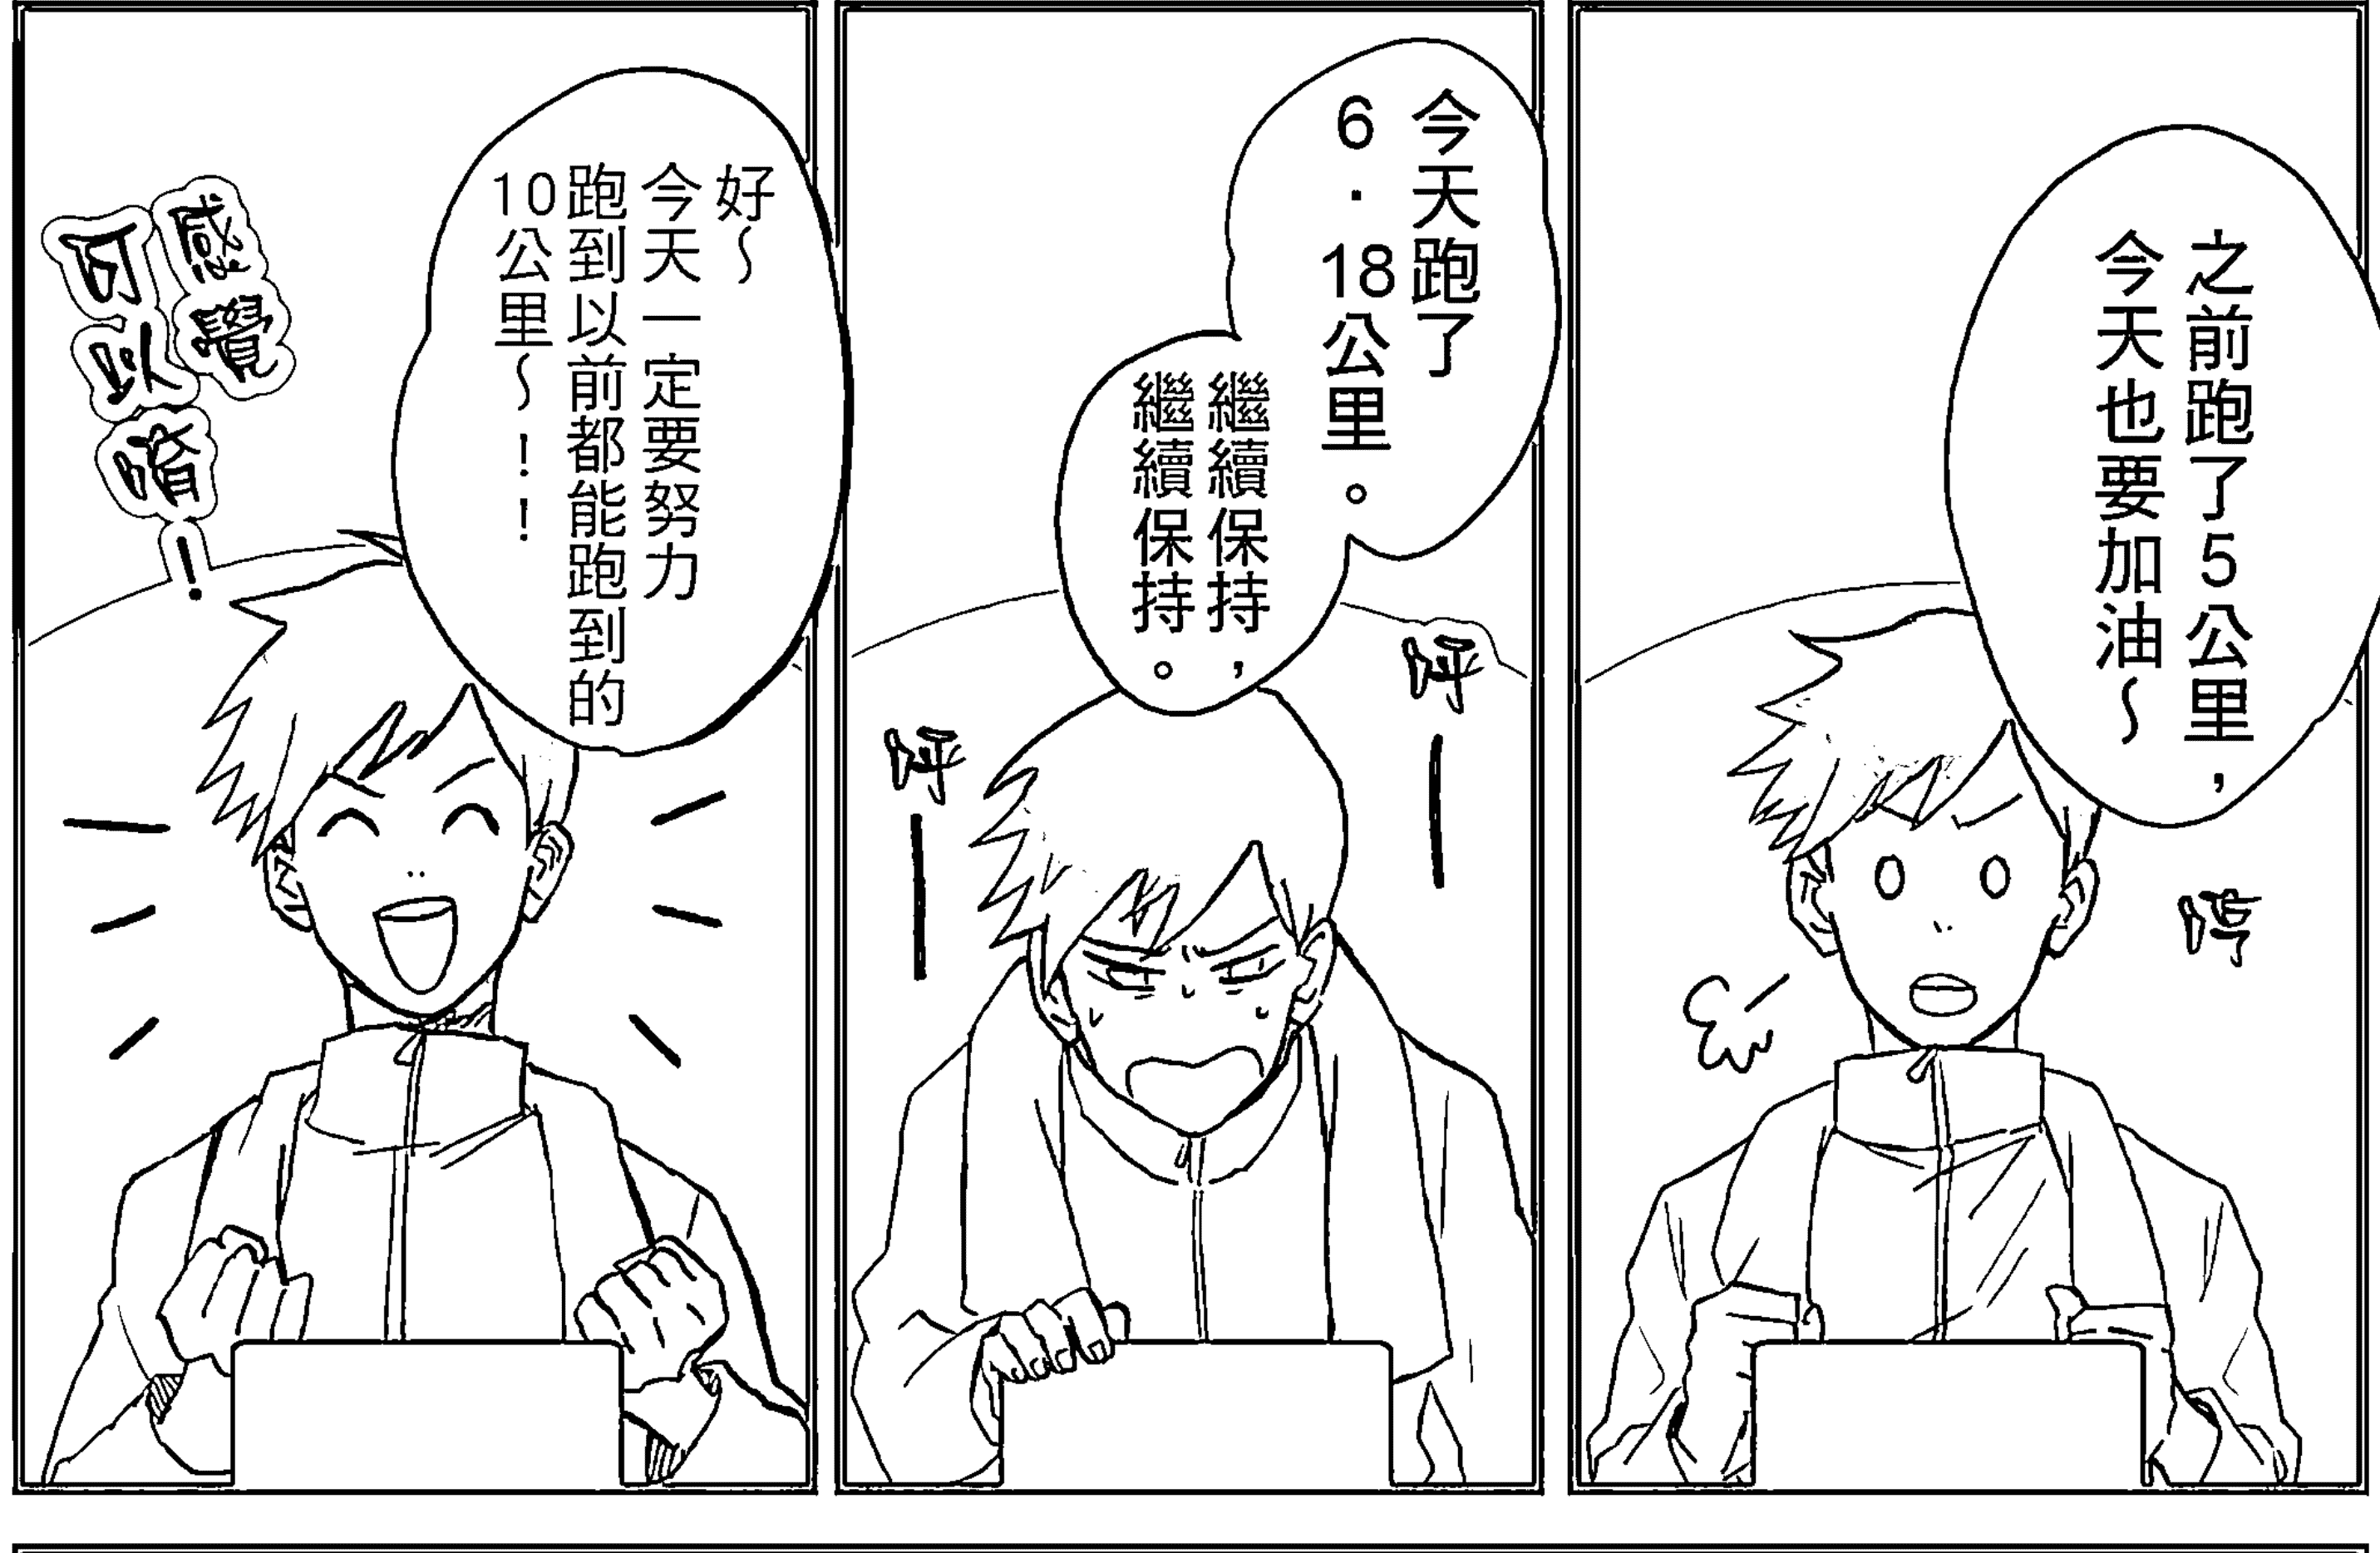 之前跑了5公里，
今天也要加油～
哼
今天跑了
6．18公里。
繼續保持，
繼續保持。
呼—
呼—
好～
今天一定要努力
跑到以前都能跑到的
10公里～！！
感覺
可以唷！